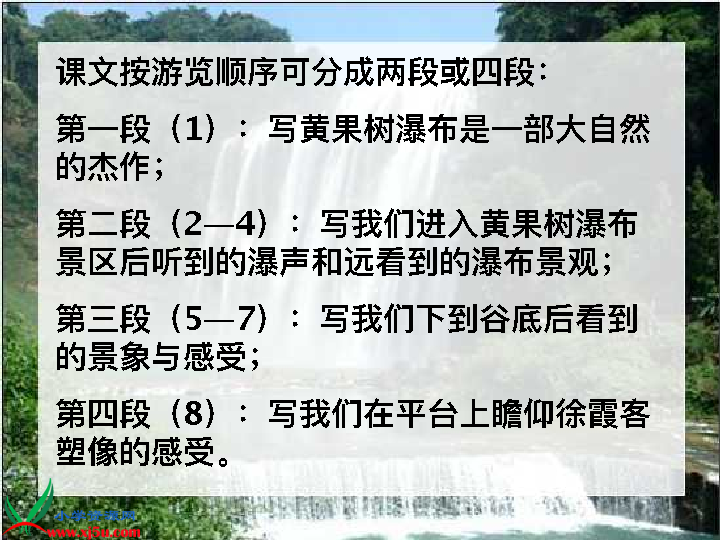 课文按游览顺序可分成两段或四段：
第一段（1）：写黄果树瀑布是一部大自然
的杰作；
第二段（2—4）：写我们进入黄果树瀑布
景区后听到的瀑声和远看到的瀑布景观；
第三段（5—7）：写我们下到谷底后看到
的景象与感受；
第四段（8）：写我们在平台上瞻仰徐霞客
塑像的感受。